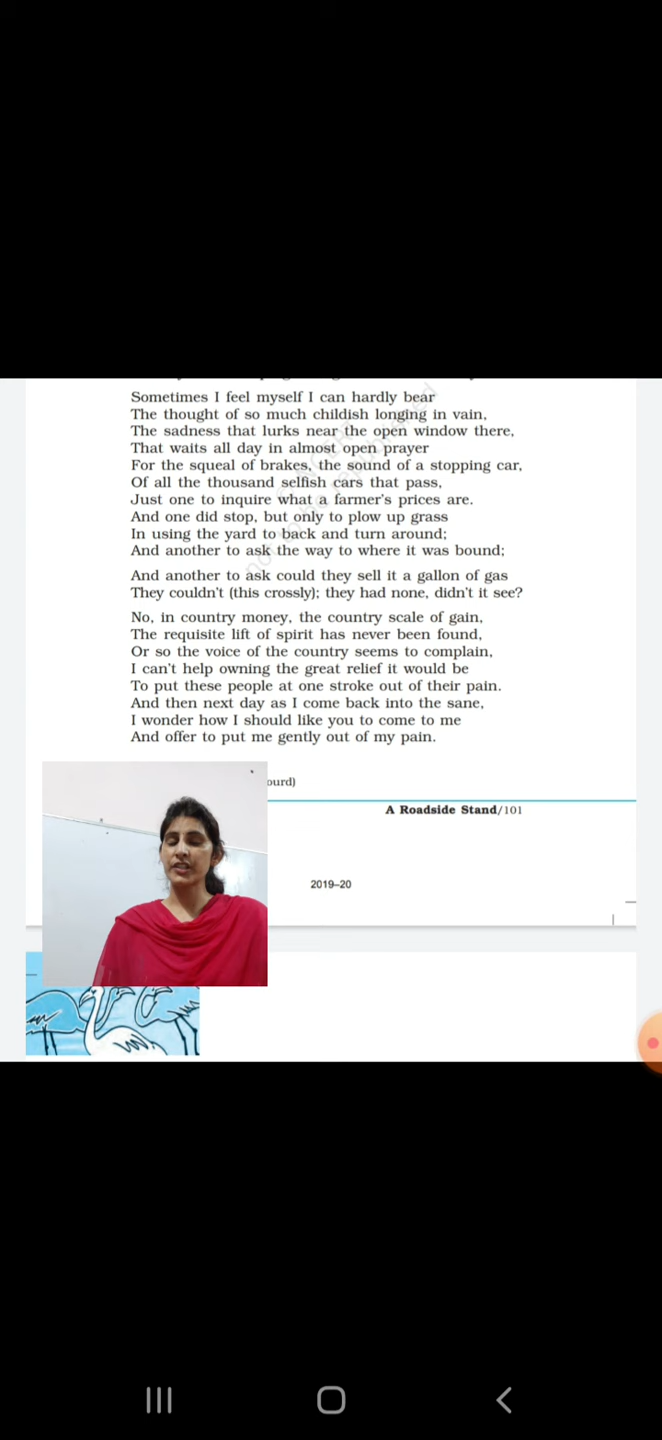 Sometimes I feel myself I can hardly bear
The thought of so much childish longing in vain,
The sadness that lurks near the open window there,
That waits all day in almost open prayer
For the squeal of brakes, the sound of a stopping car,
Of all the thousand selfish cars that pass,
Just one to inquire what a farmer's prices are.
And one did stop, but only to plow up grass
In using the yard to back and turn around;
And another to ask the way to where it was bound;
And another to ask could they sell it a gallon of gas
They couldn't (this crossly); they had none, didn't it see?
No, in country money, the country scale of gain,
The requisite lift of spirit has never been found,
Or so the voice of the country seems to complain,
I can't help owning the great relief it would be
To put these people at one stroke out of their pain.
And then next day as I come back into the sane,
I wonder how I should like you to come to me
And offer to put me gently out of my pain.
ourd)
A Roadside Stand/101
2019–20